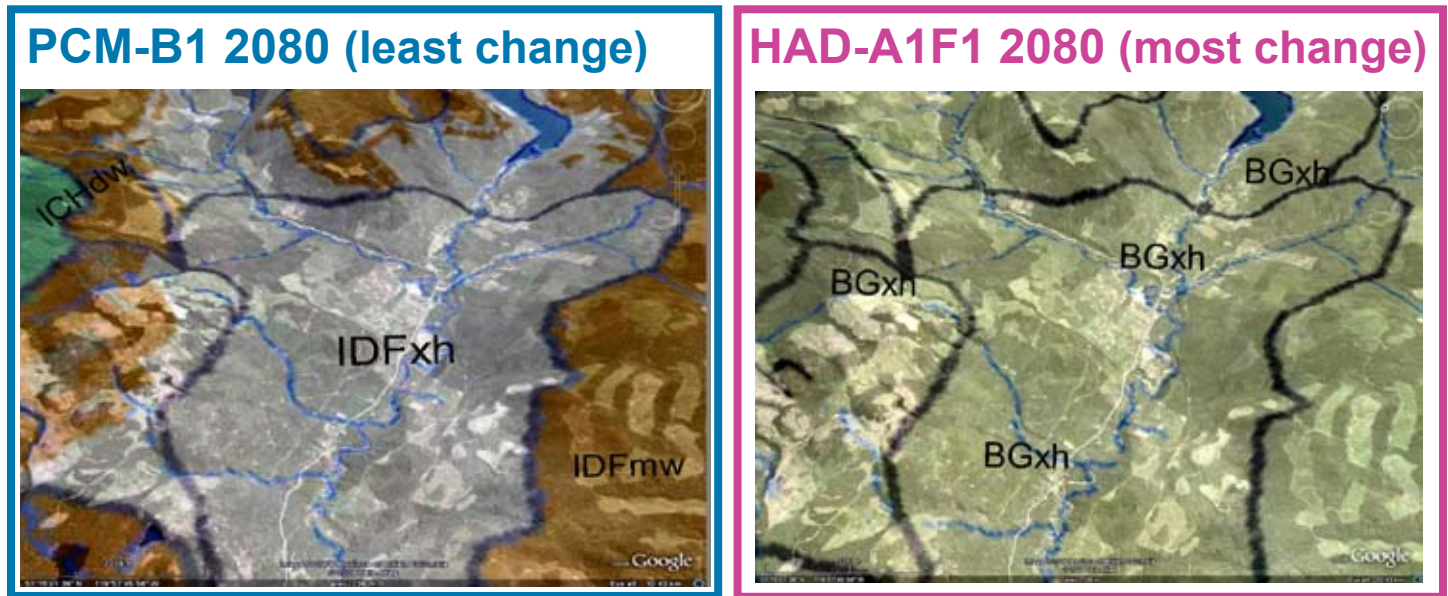 PCM-B1 2080 (least change)
ICHdw
IDFxh
IDFmw
Google
HAD-A1F1 2080 (most change)
BGxh
BGxh
BGxh
BGxh
Google